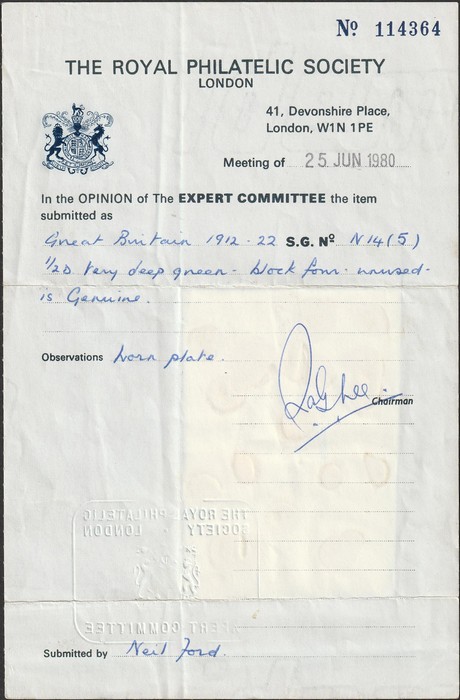 Nº 114364
THE ROYAL PHILATELIC SOCIETY
LONDON
41, Devonshire Place,
London, W1N 1PE
Meeting of 25 JUN 1980
In the OPINION of The EXPERT COMMITTEE the item
submitted as
Great Britain 1912-22 S.G. Nº N14(5)
½D Very deep green - block four - unused -
is Genuine.
Observations Worn plate.
Chairman
THE ROYAL PHILATELIC
SOCIETY LONDON
EXPERT COMMITTEE
Submitted by Neil Ford.